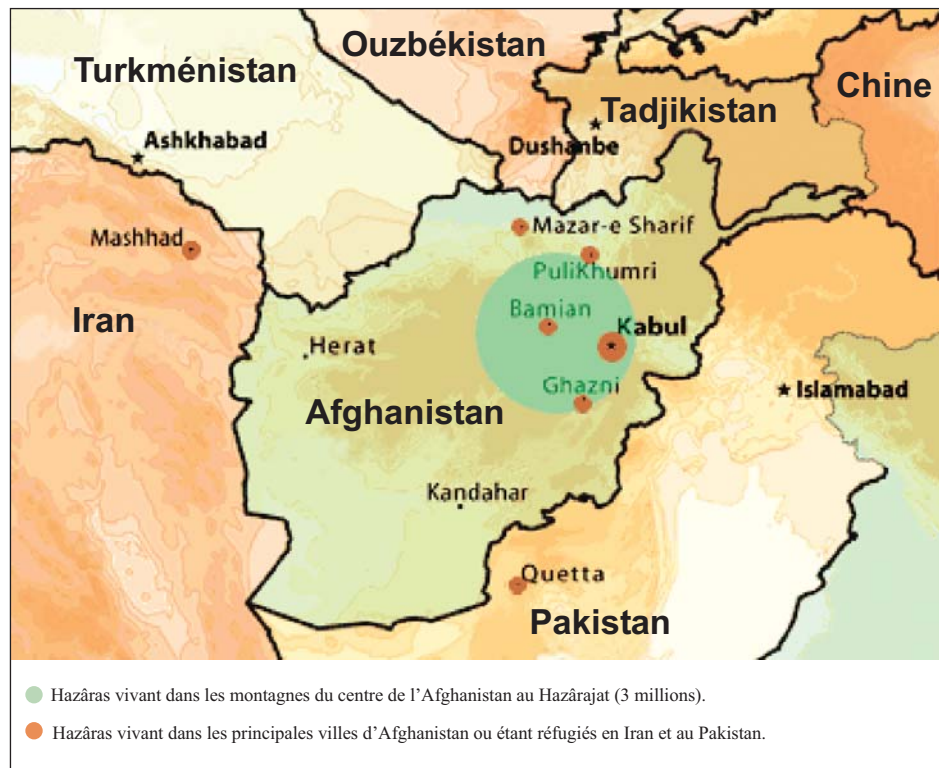 Ouzbékistan
Turkménistan
Chine
Tadjikistan
Ashkhabad
Dushanbe
Mazar-e Sharif
Mashhad
PuliKhumri
Bamian
Iran
Kabul
Herat
Ghazni
Islamabad
Afghanistan
Kandahar
Quetta
Pakistan
Hazâras vivant dans les montagnes du centre de l’Afghanistan au Hazârajat (3 millions).
Hazâras vivant dans les principales villes d’Afghanistan ou étant réfugiés en Iran et au Pakistan.